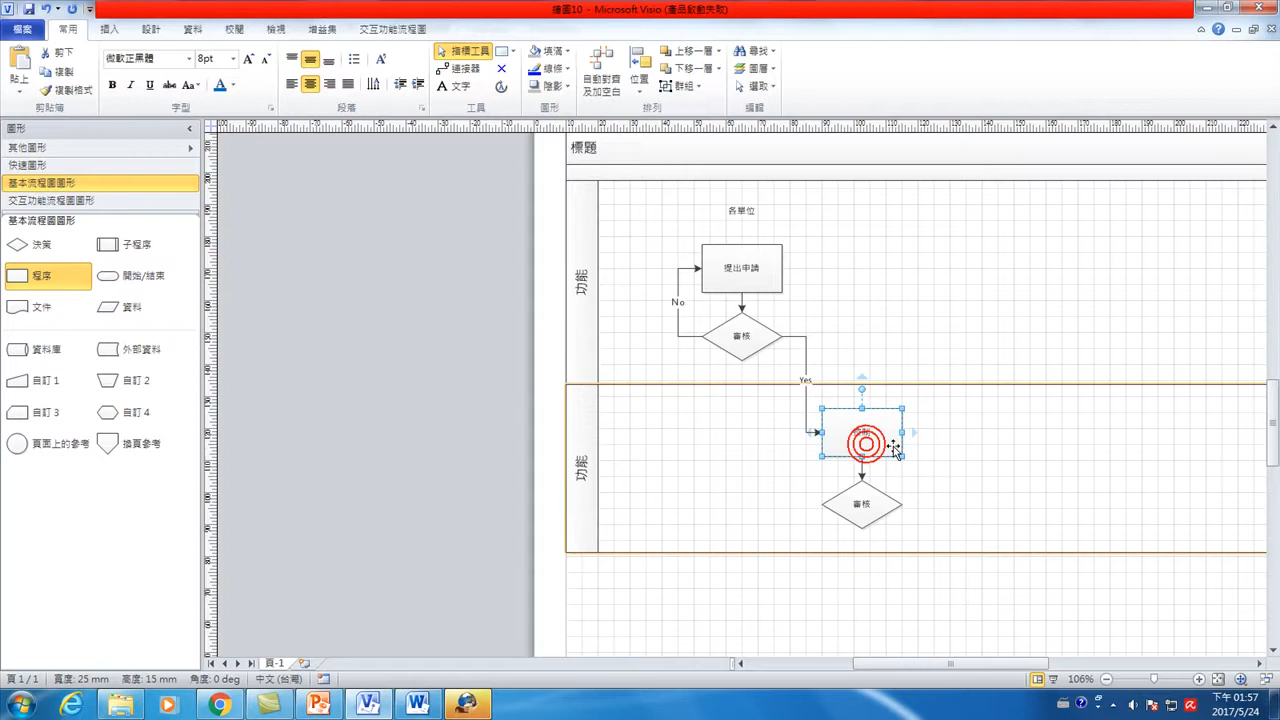 繪圖10 - Microsoft Visio (產品啟動失敗)
檔案 常用 插入 設計 資料 校閱 檢視 增益集 交互功能流程圖
貼上 剪下 複製 複製格式
微軟正黑體 8pt
指標工具 連接器 文字
填滿 線條 陰影
自動對齊及加空白 位置 上移一層 下移一層 群組
尋找 圖層 選取
剪貼簿 字型 段落 工具 圖形 排列 編輯
圖形
其他圖形
快速圖形
基本流程圖圖形
交互功能流程圖圖形
基本流程圖圖形
決策 子程序
程序 開始/結束
文件 資料
資料庫 外部資料
自訂 1 自訂 2
自訂 3 自訂 4
頁面上的參考 換頁參考
標題
功能
各單位
提出申請
No
審核
Yes
功能
審核
頁-1
頁 1 / 1 寬度: 25 mm 高度: 15 mm 角度: 0 deg 中文 (台灣) 106%
下午 01:57
2017/5/24